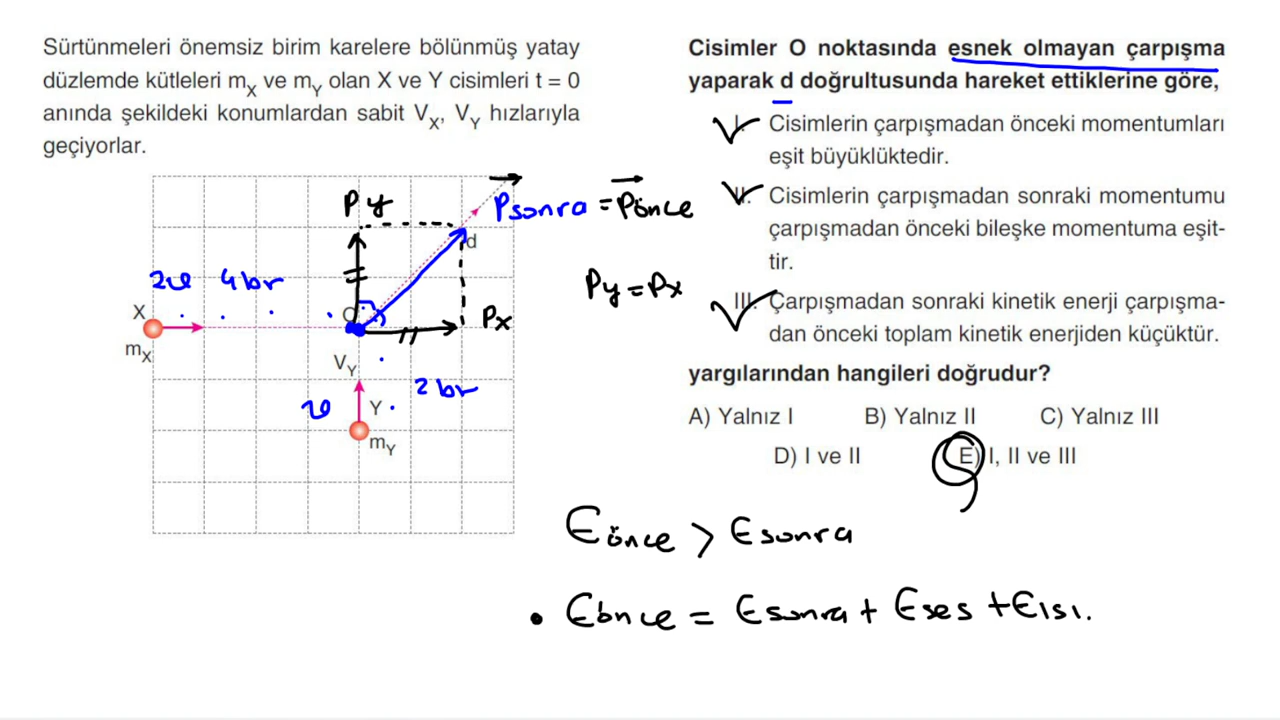 Sürtünmeleri önemsiz birim karelere bölünmüş yatay
düzlemde kütleleri mX ve mY olan X ve Y cisimleri t = 0
anında şekildeki konumlardan sabit VX, VY hızlarıyla
geçiyorlar.
Py
Psonra = Pönce
d
2v 4br
Py = Px
X
O
Px
mX
VY
2br
v
Y
mY
Cisimler O noktasında esnek olmayan çarpışma
yaparak d doğrultusunda hareket ettiklerine göre,
I. Cisimlerin çarpışmadan önceki momentumları
eşit büyüklüktedir.
II. Cisimlerin çarpışmadan sonraki momentumu
çarpışmadan önceki bileşke momentuma eşit-
tir.
III. Çarpışmadan sonraki kinetik enerji çarpışma-
dan önceki toplam kinetik enerjiden küçüktür.
yargılarından hangileri doğrudur?
A) Yalnız I B) Yalnız II C) Yalnız III
D) I ve II E) I, II ve III
Eönce > Esonra
• Eönce = Esonra + Eses + Eısı.